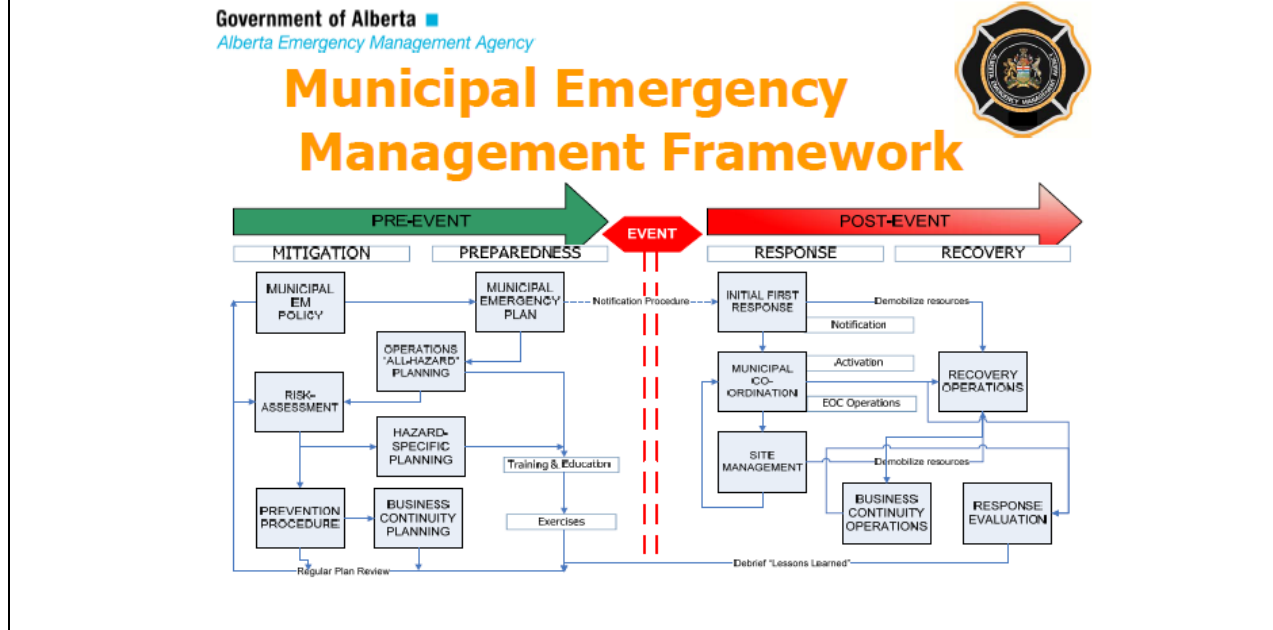 Government of Alberta
Alberta Emergency Management Agency
Municipal Emergency
Management Framework
PRE-EVENT
EVENT
POST-EVENT
MITIGATION
PREPAREDNESS
RESPONSE
RECOVERY
MUNICIPAL
EM
POLICY
MUNICIPAL
EMERGENCY
PLAN
Notification Procedure
INITIAL FIRST
RESPONSE
Demobilize resources
Notification
OPERATIONS
"ALL-HAZARD"
PLANNING
MUNICIPAL
CO-
ORDINATION
Activation
EOC Operations
RECOVERY
OPERATIONS
RISK-
ASSESSMENT
HAZARD-
SPECIFIC
PLANNING
Training & Education
SITE
MANAGEMENT
Demobilize resources
PREVENTION
PROCEDURE
BUSINESS
CONTINUITY
PLANNING
Exercises
BUSINESS
CONTINUITY
OPERATIONS
RESPONSE
EVALUATION
Regular Plan Review
Debrief "Lessons Learned"